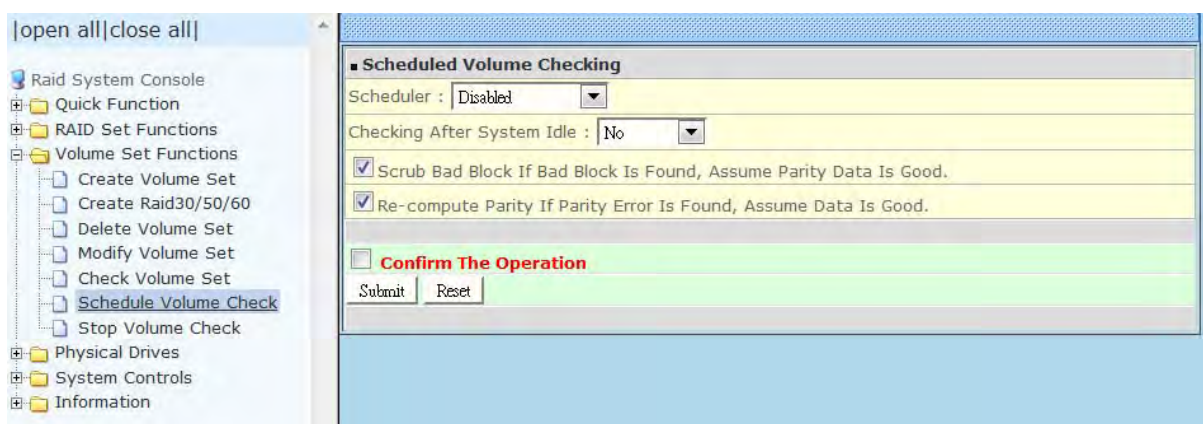 |open all|close all|
Raid System Console
Quick Function
RAID Set Functions
Volume Set Functions
Create Volume Set
Create Raid30/50/60
Delete Volume Set
Modify Volume Set
Check Volume Set
Schedule Volume Check
Stop Volume Check
Physical Drives
System Controls
Information
Scheduled Volume Checking
Scheduler : Disabled
Checking After System Idle : No
Scrub Bad Block If Bad Block Is Found, Assume Parity Data Is Good.
Re-compute Parity If Parity Error Is Found, Assume Data Is Good.
Confirm The Operation
Submit Reset